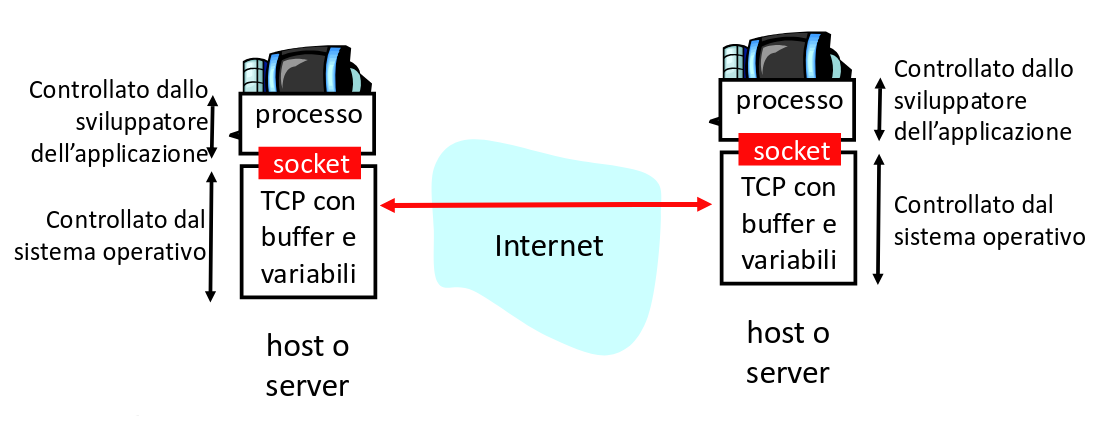 Controllato dallo
sviluppatore
dell’applicazione
processo
socket
TCP con
buffer e
variabili
Controllato dal
sistema operativo
host o
server
Internet
processo
socket
TCP con
buffer e
variabili
host o
server
Controllato dallo
sviluppatore
dell’applicazione
Controllato dal
sistema operativo